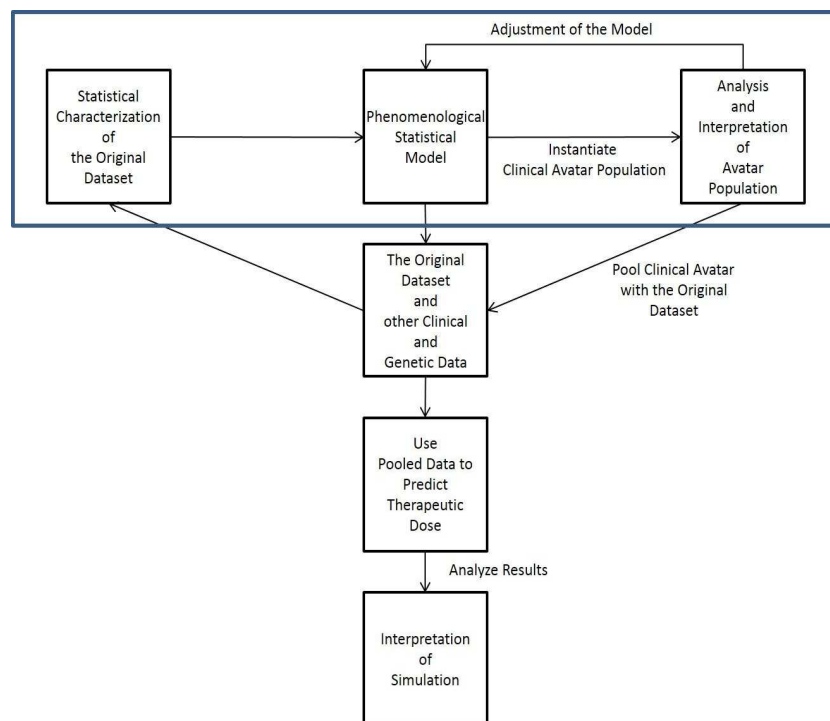 Adjustment of the Model
Statistical
Characterization
of
the Original
Dataset
Phenomenological
Statistical
Model
Instantiate
Clinical Avatar Population
Analysis
and
Interpretation
of
Avatar
Population
The Original
Dataset
and
other Clinical
and
Genetic Data
Pool Clinical Avatar
with the Original
Dataset
Use
Pooled Data to
Predict
Therapeutic
Dose
Analyze Results
Interpretation
of
Simulation